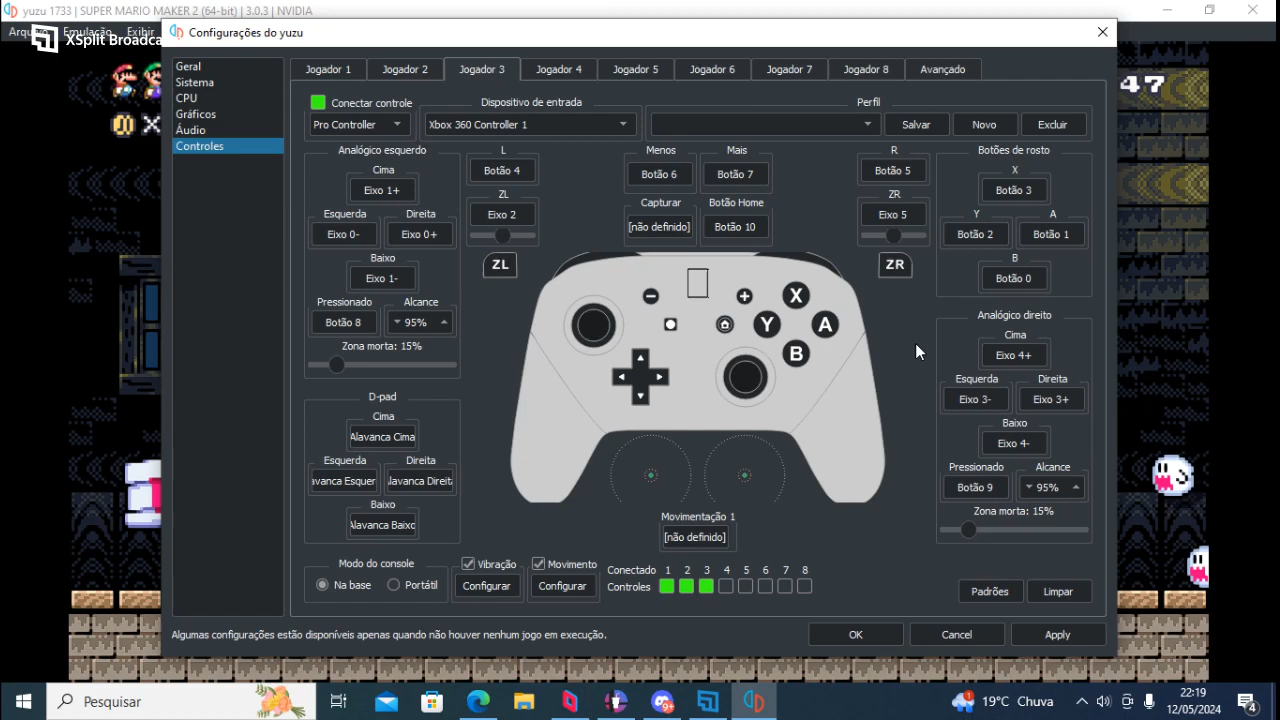 yuzu 1733 | SUPER MARIO MAKER 2 (64-bit) | 3.0.3 | NVIDIA
Emulação Exibir
XSplit Broadca
Configurações do yuzu
Geral
Sistema
CPU
Gráficos
Áudio
Controles
Jogador 1 Jogador 2 Jogador 3 Jogador 4 Jogador 5 Jogador 6 Jogador 7 Jogador 8 Avançado
Conectar controle
Dispositivo de entrada
Perfil
Pro Controller
Xbox 360 Controller 1
Salvar Novo Excluir
Analógico esquerdo
Cima
Eixo 1+
Esquerda Direita
Eixo 0- Eixo 0+
Baixo
Eixo 1-
Pressionado Alcance
Botão 8 95%
Zona morta: 15%
L
Botão 4
ZL
Eixo 2
Menos Mais
Botão 6 Botão 7
Capturar Botão Home
[não definido] Botão 10
R
Botão 5
ZR
Eixo 5
Botões de rosto
X
Botão 3
Y A
Botão 2 Botão 1
B
Botão 0
ZL
ZR
X
Y A
B
Analógico direito
Cima
Eixo 4+
Esquerda Direita
Eixo 3- Eixo 3+
Baixo
Eixo 4-
Pressionado Alcance
Botão 9 95%
Zona morta: 15%
D-pad
Cima
Alavanca Cima
Esquerda Direita
avanca Esquer lavanca Direit
Baixo
Alavanca Baixo
Movimentação 1
[não definido]
Modo do console
Na base Portátil
Vibração Movimento
Configurar Configurar
Conectado 1 2 3 4 5 6 7 8
Controles
Padrões Limpar
Algumas configurações estão disponíveis apenas quando não houver nenhum jogo em execução.
OK Cancel Apply
47
Pesquisar
9+
1
19°C Chuva
22:19
12/05/2024
4